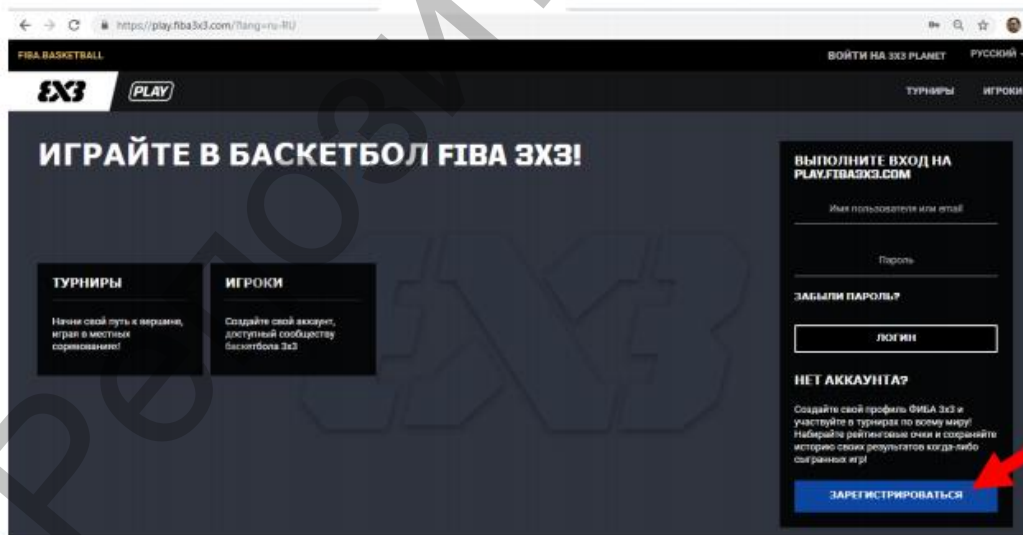 https://play.fiba3x3.com/?lang=ru-RU
FIBA.BASKETBALL
ВОЙТИ НА 3X3 PLANET
РУССКИЙ
3X3
PLAY
ТУРНИРЫ
ИГРОКИ
ИГРАЙТЕ В БАСКЕТБОЛ FIBA 3X3!
ВЫПОЛНИТЕ ВХОД НА
PLAY.FIBA3X3.COM
Имя пользователя или email
Пароль
ЗАБЫЛИ ПАРОЛЬ?
ЛОГИН
ТУРНИРЫ
Начни свой путь к вершине,
играя в местных
соревнованиях!
ИГРОКИ
Создайте свой аккаунт,
доступный сообществу
баскетбола 3x3
3X3
НЕТ АККАУНТА?
Создайте свой профиль ФИБА 3x3 и
участвуйте в турнирах по всему миру!
Набирайте рейтинговые очки и сохраняйте
историю своих результатов когда-либо
сыгранных игр!
ЗАРЕГИСТРИРОВАТЬСЯ